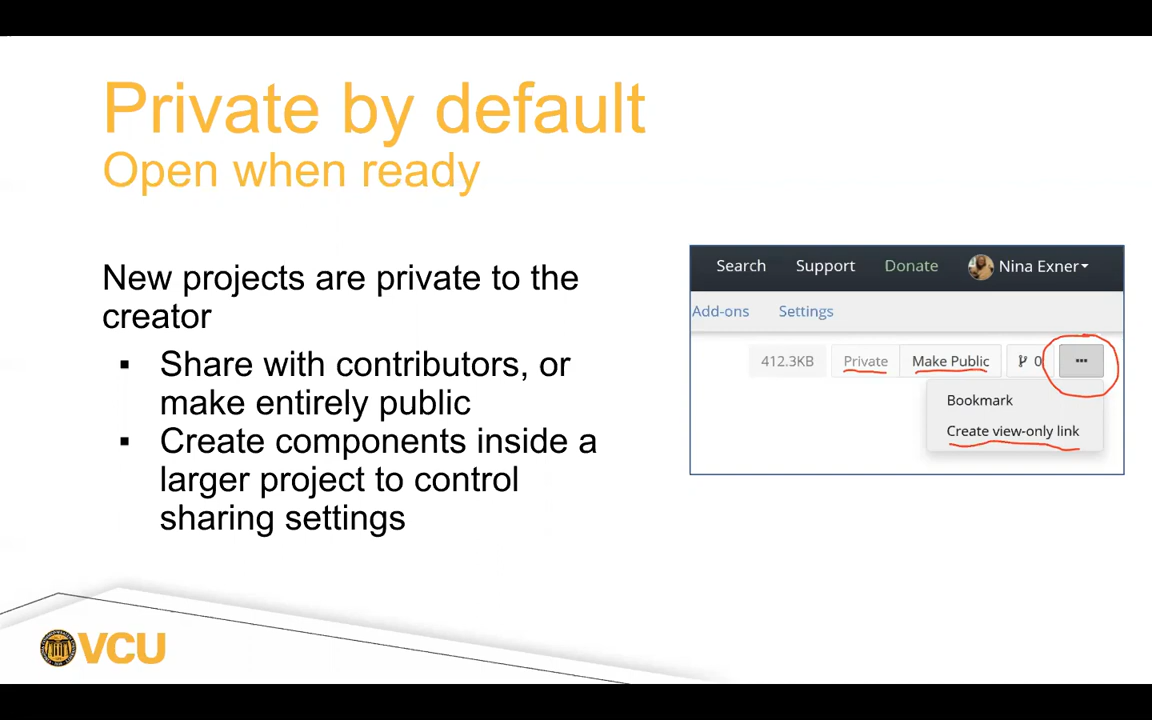 Private by default
Open when ready
New projects are private to the
creator
▪ Share with contributors, or
make entirely public
▪ Create components inside a
larger project to control
sharing settings
Search Support Donate Nina Exner
Add-ons Settings
412.3KB Private Make Public 0 ···
Bookmark
Create view-only link
VCU